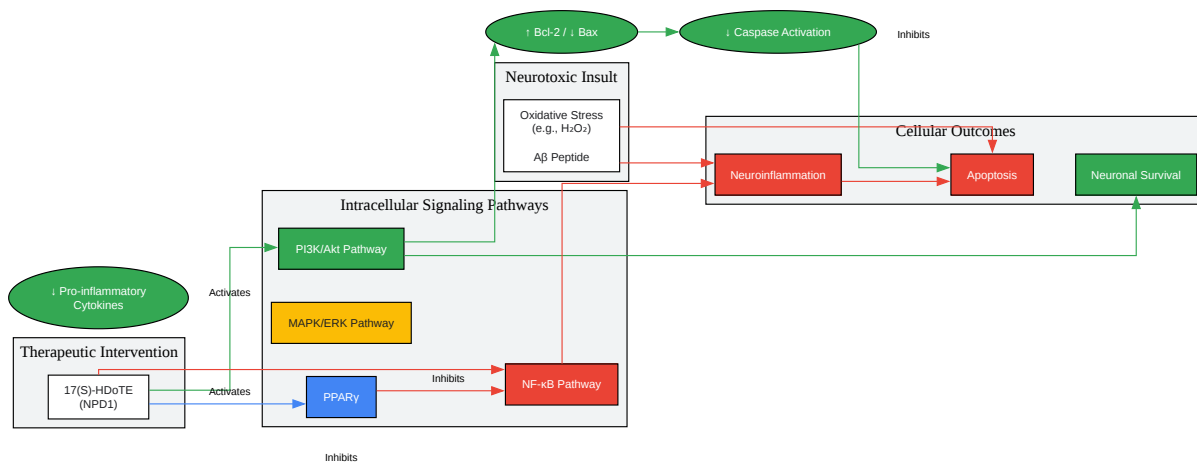 ↑ Bcl-2 / ↓ Bax
↓ Caspase Activation
Inhibits
Neurotoxic Insult
Oxidative Stress
(e.g., H₂O₂)
Aβ Peptide
Cellular Outcomes
Neuroinflammation
Apoptosis
Neuronal Survival
Intracellular Signaling Pathways
PI3K/Akt Pathway
↓ Pro-inflammatory
Cytokines
Activates
MAPK/ERK Pathway
Therapeutic Intervention
17(S)-HDoTE
(NPD1)
Activates
PPARγ
Inhibits
NF-κB Pathway
Inhibits